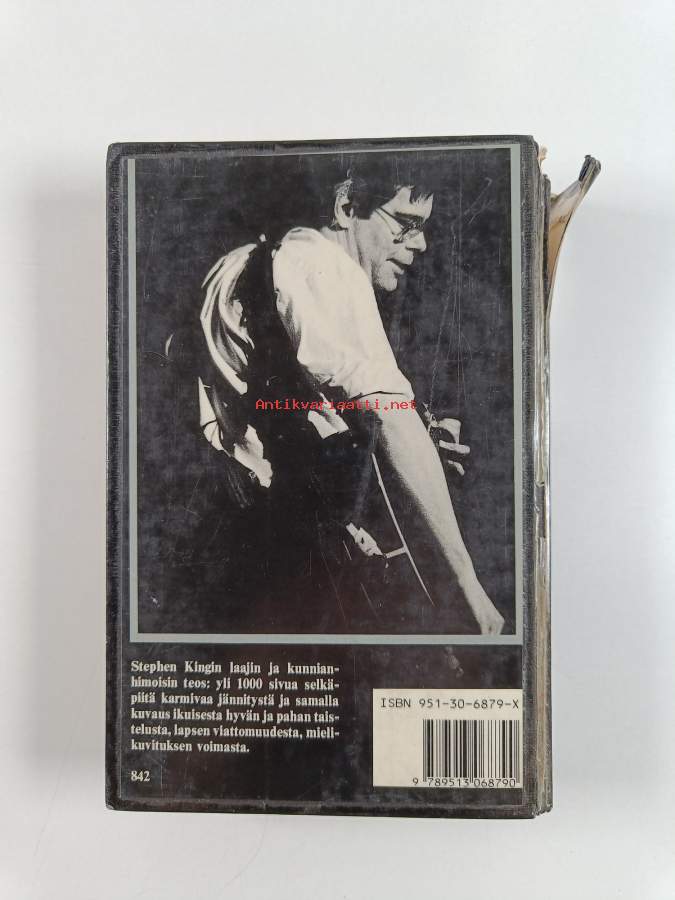 Antikvariaatti.net
Stephen Kingin laajin ja kunnian-
himoisin teos: yli 1000 sivua selkä-
piitä karmivaa jännitystä ja samalla
kuvaus ikuisesta hyvän ja pahan tais-
telusta, lapsen viattomuudesta, mieli-
kuvituksen voimasta.
842
ISBN 951-30-6879-X
9 789513 068790